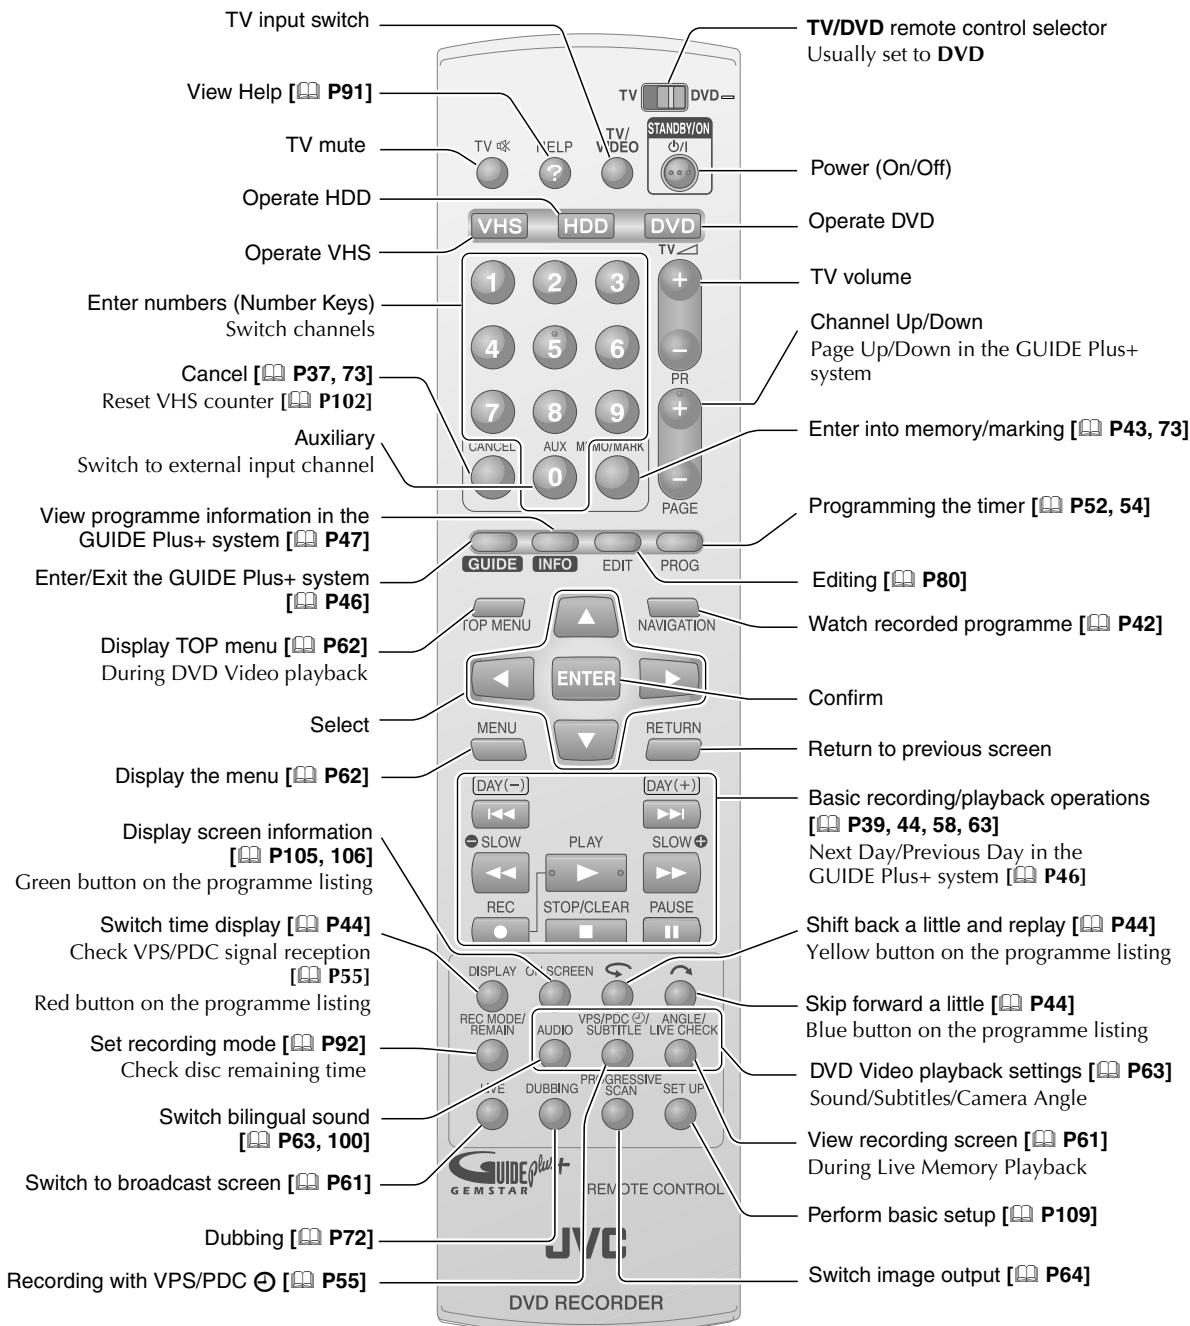 TV input switch
TV/DVD remote control selector
Usually set to DVD
View Help [P91]
TV mute
Operate HDD
Operate VHS
Enter numbers (Number Keys)
Switch channels
Cancel [P37, 73]
Reset VHS counter [P102]
Auxiliary
Switch to external input channel
View programme information in the
GUIDE Plus+ system [P47]
Enter/Exit the GUIDE Plus+ system
[P46]
Display TOP menu [P62]
During DVD Video playback
Select
Display the menu [P62]
Display screen information
[P105, 106]
Green button on the programme listing
Switch time display [P44]
Check VPS/PDC signal reception
[P55]
Red button on the programme listing
Set recording mode [P92]
Check disc remaining time
Switch bilingual sound
[P63, 100]
Switch to broadcast screen [P61]
Dubbing [P72]
Recording with VPS/PDC [P55]
TV DVD
STANDBY/ON
⏻/I
TV HELP TV/
VIDEO
?
VHS HDD DVD
TV
1 2 3 +
4 5 6 –
PR
7 8 9 +
CANCEL AUX MEMO/MARK
0 –
PAGE
GUIDE INFO EDIT PROG
TOP MENU NAVIGATION
ENTER
MENU RETURN
DAY(–) DAY(+)
SLOW PLAY SLOW
REC STOP/CLEAR PAUSE
DISPLAY ON SCREEN
REC MODE/
REMAIN AUDIO VPS/PDC /
SUBTITLE ANGLE/
LIVE CHECK
LIVE DUBBING PROGRESSIVE
SCAN SET UP
GUIDE Plus+
GEMSTAR
REMOTE CONTROL
JVC
DVD RECORDER
Power (On/Off)
Operate DVD
TV volume
Channel Up/Down
Page Up/Down in the GUIDE Plus+
system
Enter into memory/marking [P43, 73]
Programming the timer [P52, 54]
Editing [P80]
Watch recorded programme [P42]
Confirm
Return to previous screen
Basic recording/playback operations
[P39, 44, 58, 63]
Next Day/Previous Day in the
GUIDE Plus+ system [P46]
Shift back a little and replay [P44]
Yellow button on the programme listing
Skip forward a little [P44]
Blue button on the programme listing
DVD Video playback settings [P63]
Sound/Subtitles/Camera Angle
View recording screen [P61]
During Live Memory Playback
Perform basic setup [P109]
Switch image output [P64]